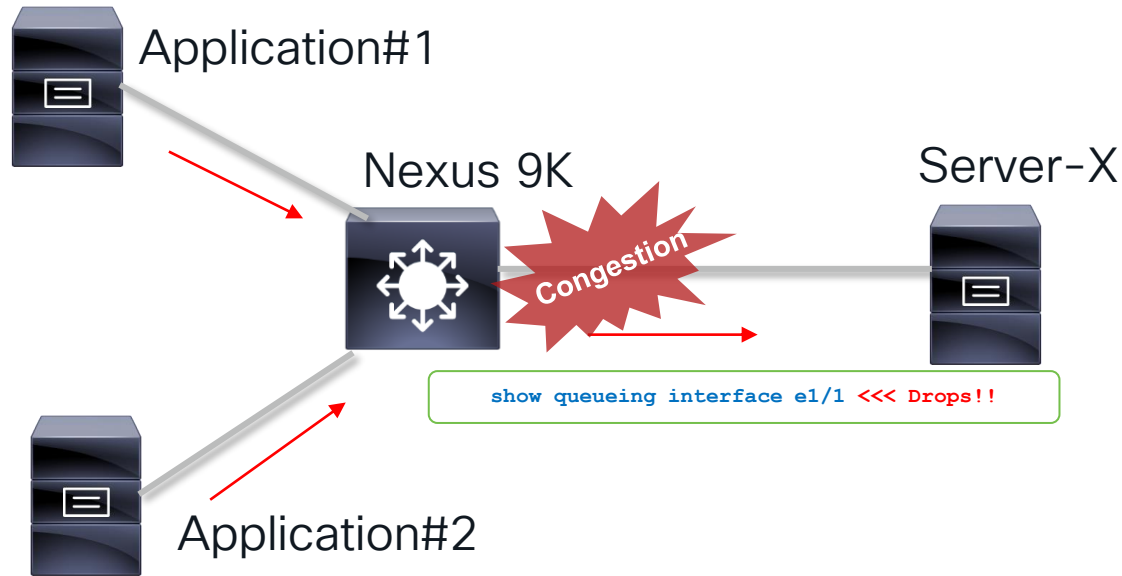 Application#1
Nexus 9K
Server-X
Congestion
show queueing interface e1/1 <<< Drops!!
Application#2